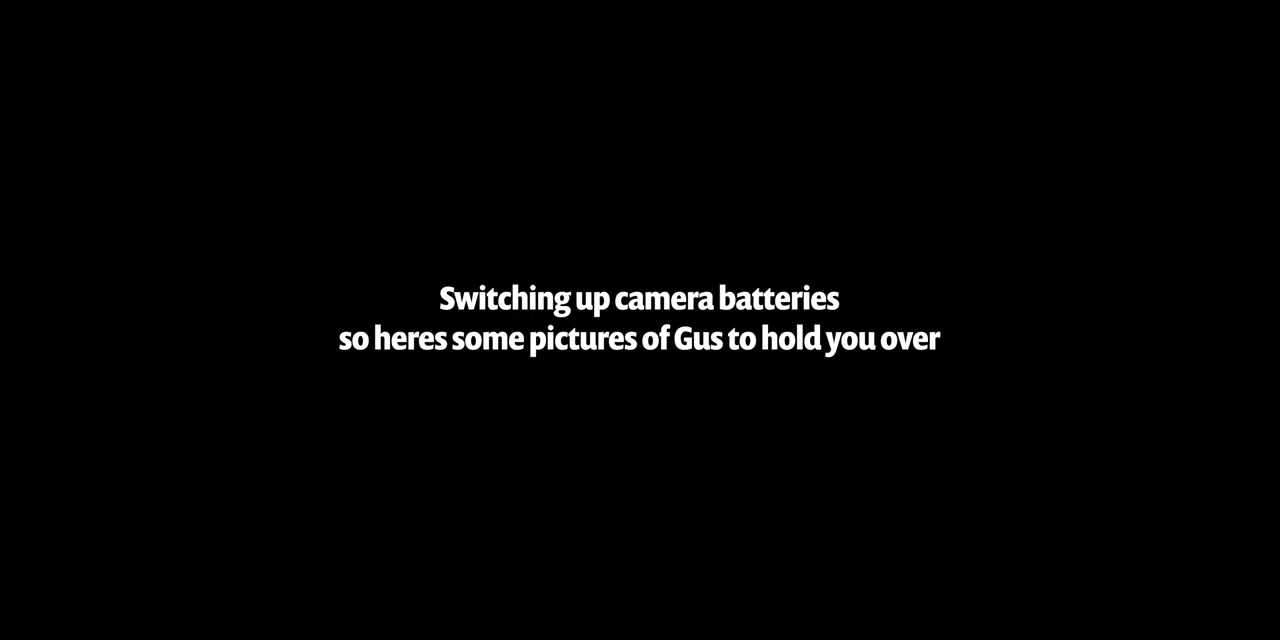 Switching up camera batteries
so heres some pictures of Gus to hold you over